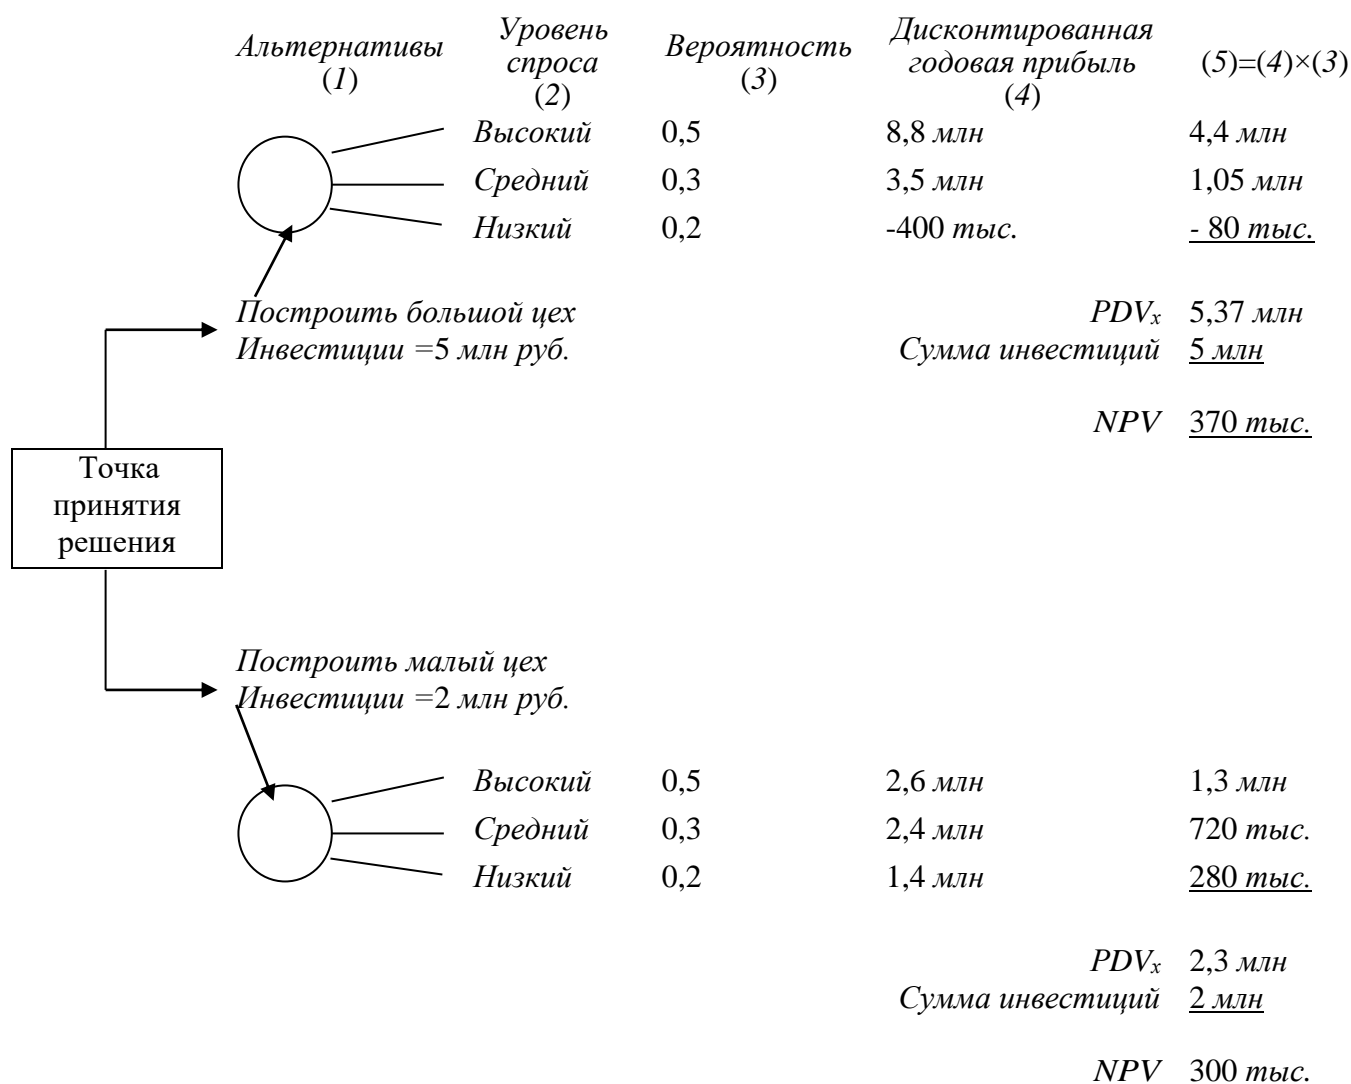 Альтернативы (1) Уровень спроса (2) Вероятность (3) Дисконтированная годовая прибыль (4) (5)=(4)×(3)
Высокий 0,5 8,8 млн 4,4 млн
Средний 0,3 3,5 млн 1,05 млн
Низкий 0,2 -400 тыс. - 80 тыс.
Построить большой цех PDVx 5,37 млн
Инвестиции =5 млн руб. Сумма инвестиций 5 млн
NPV 370 тыс.
Точка
принятия
решения
Построить малый цех
Инвестиции =2 млн руб.
Высокий 0,5 2,6 млн 1,3 млн
Средний 0,3 2,4 млн 720 тыс.
Низкий 0,2 1,4 млн 280 тыс.
PDVx 2,3 млн
Сумма инвестиций 2 млн
NPV 300 тыс.